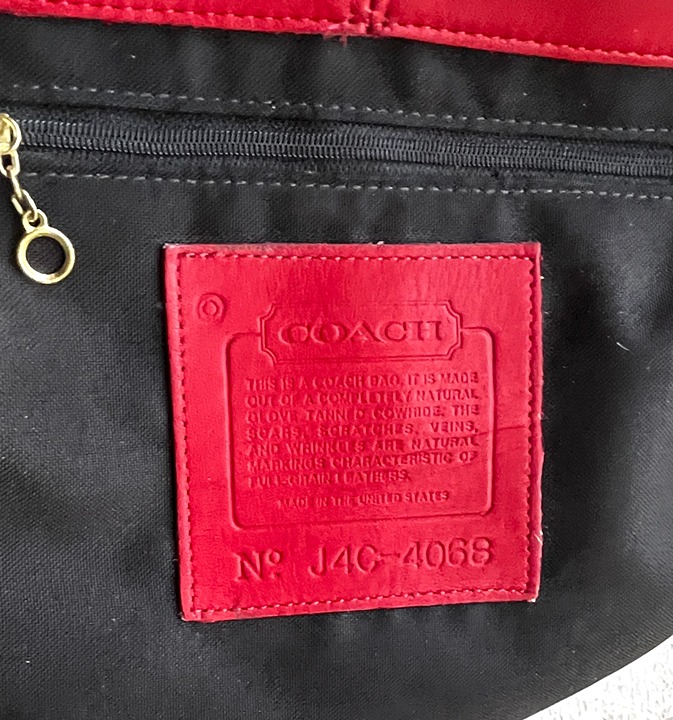 ©
COACH
THIS IS A COACH BAG. IT IS MADE
OUT OF A COMPLETELY NATURAL
GLOVE TANNED COWHIDE. THE
SCARS, SCRATCHES, VEINS,
AND WRINKLES ARE NATURAL
MARKINGS CHARACTERISTIC OF
FULL-GRAIN LEATHERS.
MADE IN THE UNITED STATES
Nº J4C-4068